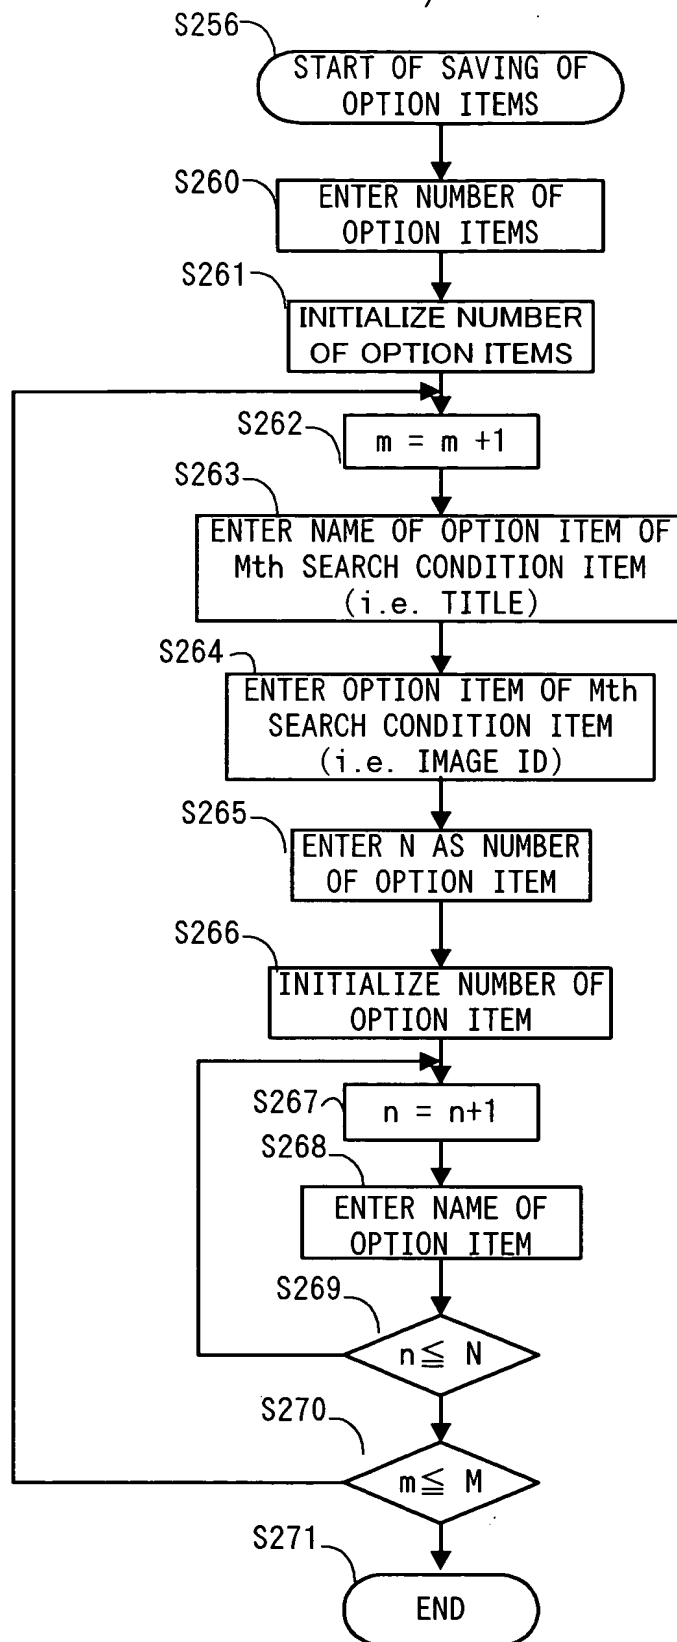 S256
START OF SAVING OF
OPTION ITEMS
S260
ENTER NUMBER OF
OPTION ITEMS
S261
INITIALIZE NUMBER
OF OPTION ITEMS
S262
m = m +1
S263
ENTER NAME OF OPTION ITEM OF
Mth SEARCH CONDITION ITEM
(i.e. TITLE)
S264
ENTER OPTION ITEM OF Mth
SEARCH CONDITION ITEM
(i.e. IMAGE ID)
S265
ENTER N AS NUMBER
OF OPTION ITEM
S266
INITIALIZE NUMBER OF
OPTION ITEM
S267
n = n+1
S268
ENTER NAME OF
OPTION ITEM
S269
n≦ N
S270
m≦ M
S271
END